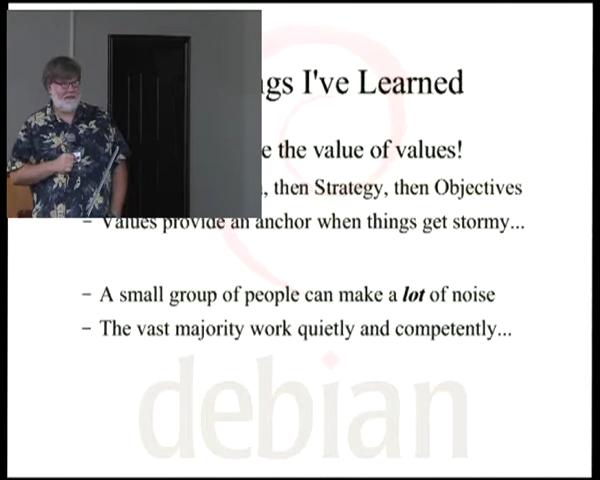 gs I've Learned
e the value of values!
, then Strategy, then Objectives
– Values provide an anchor when things get stormy...
– A small group of people can make a lot of noise
– The vast majority work quietly and competently...
debian